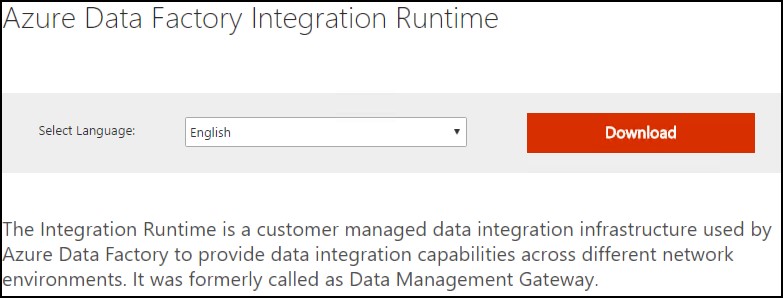 Azure Data Factory Integration Runtime
Select Language:
English
Download
The Integration Runtime is a customer managed data integration infrastructure used by
Azure Data Factory to provide data integration capabilities across different network
environments. It was formerly called as Data Management Gateway.